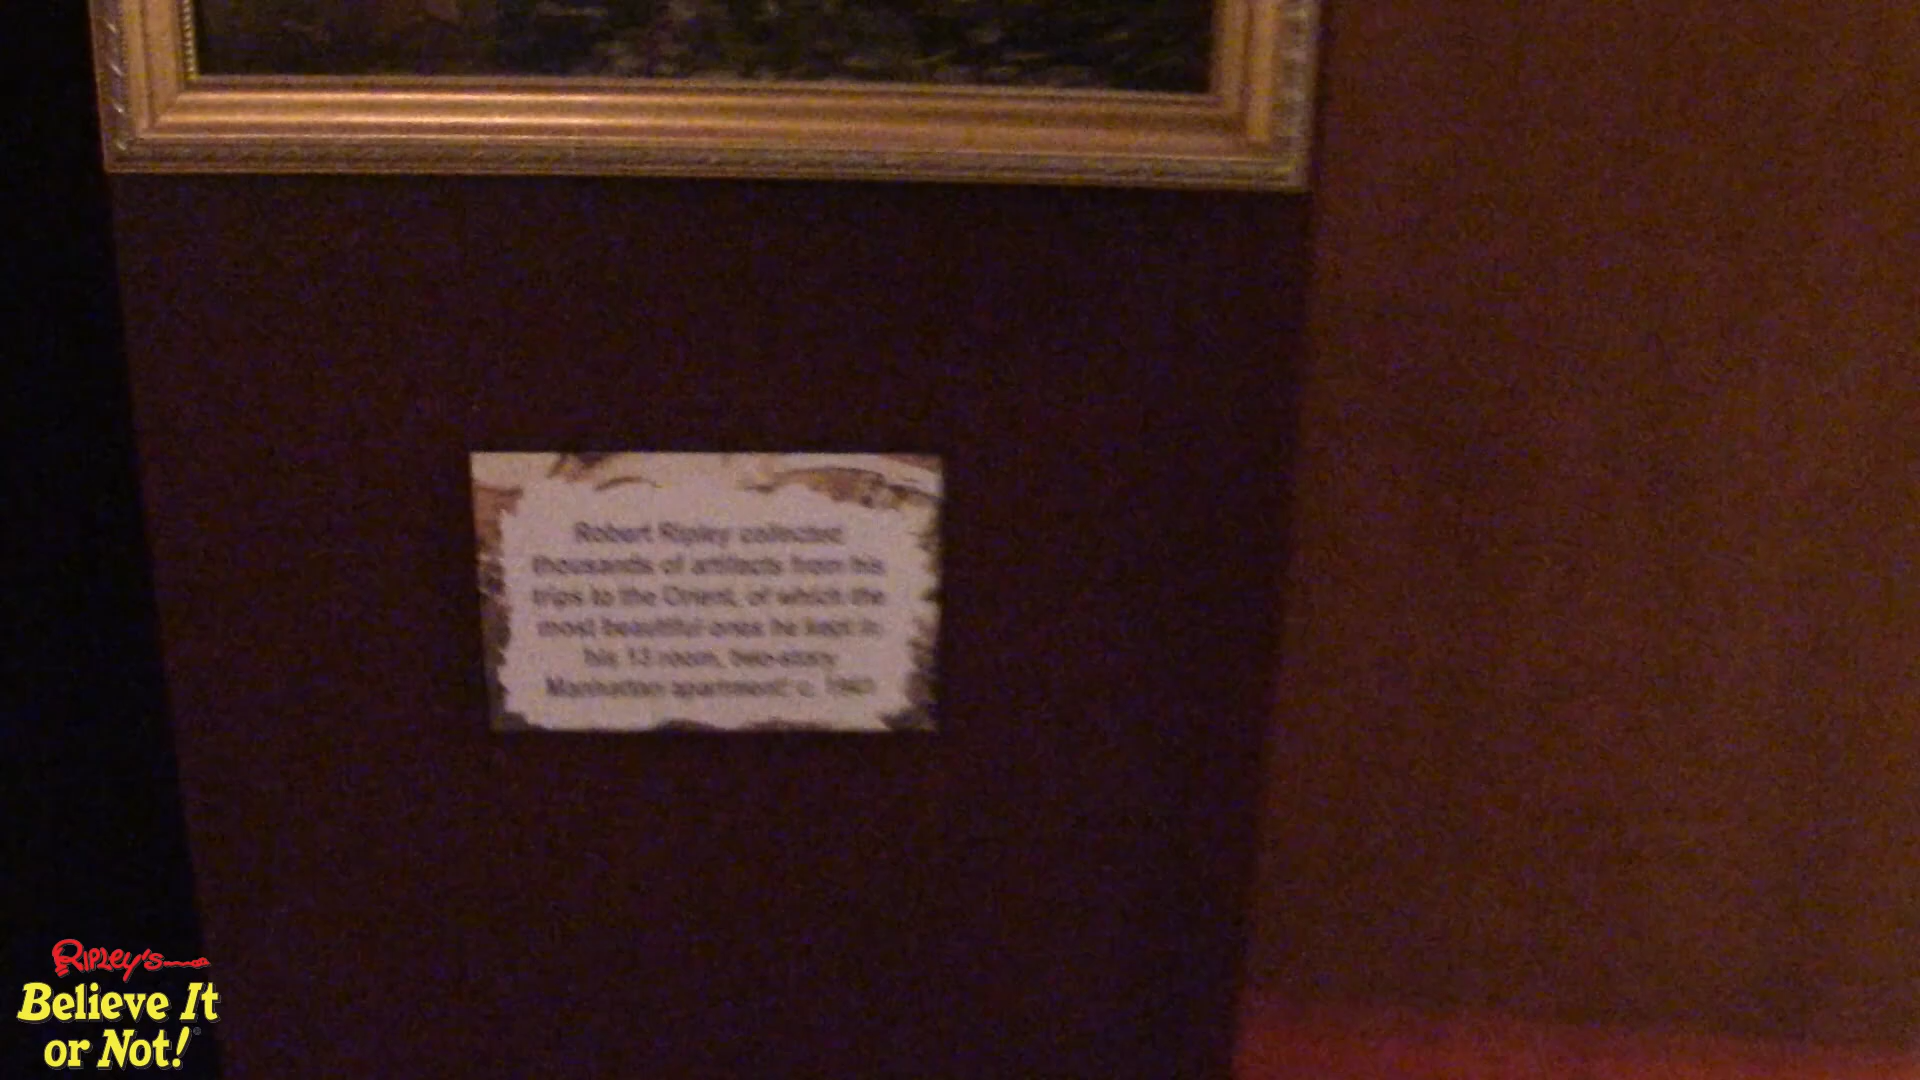 Robert Ripley collected
thousands of artifacts from his
trips to the Orient, of which the
most beautiful ones he kept in
his 13 room, two-story
Manhattan apartment! c.
RIPLEY'S
Believe It
or Not!®